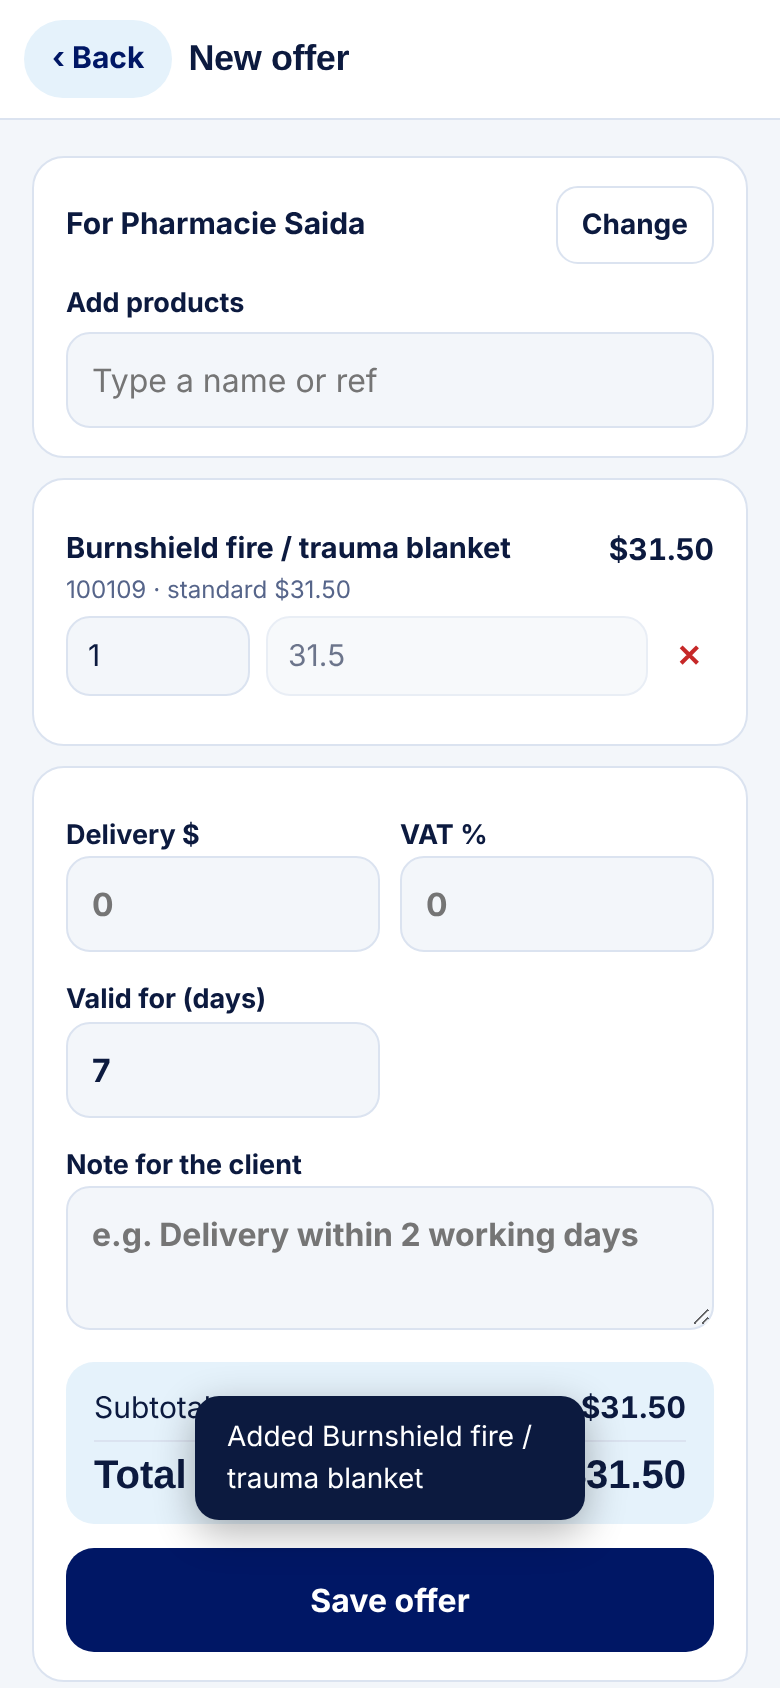 ‹ Back New offer
For Pharmacie Saida
Change
Add products
Type a name or ref
Burnshield fire / trauma blanket $31.50
100109 · standard $31.50
1 31.5 ×
Delivery $ VAT %
0 0
Valid for (days)
7
Note for the client
e.g. Delivery within 2 working days
Subtotal $31.50
Added Burnshield fire /
trauma blanket
Total 31.50
Save offer